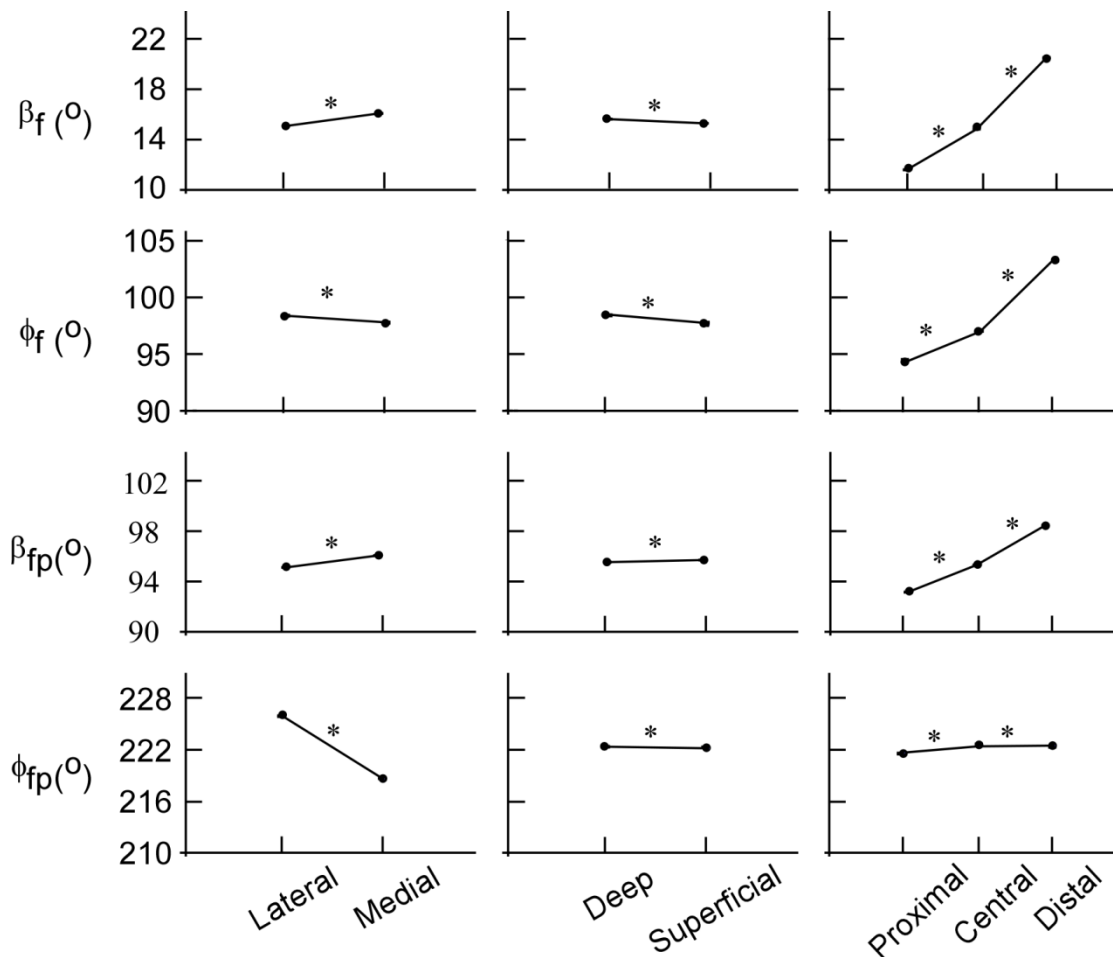 22
18
14
10
βf (o)
*
*
*
*
105
100
95
90
ϕf (o)
*
*
*
*
102
98
94
90
βfp(o)
*
*
*
*
228
222
216
210
ϕfp(o)
*
*
*
*
Lateral
Medial
Deep
Superficial
Proximal
Central
Distal